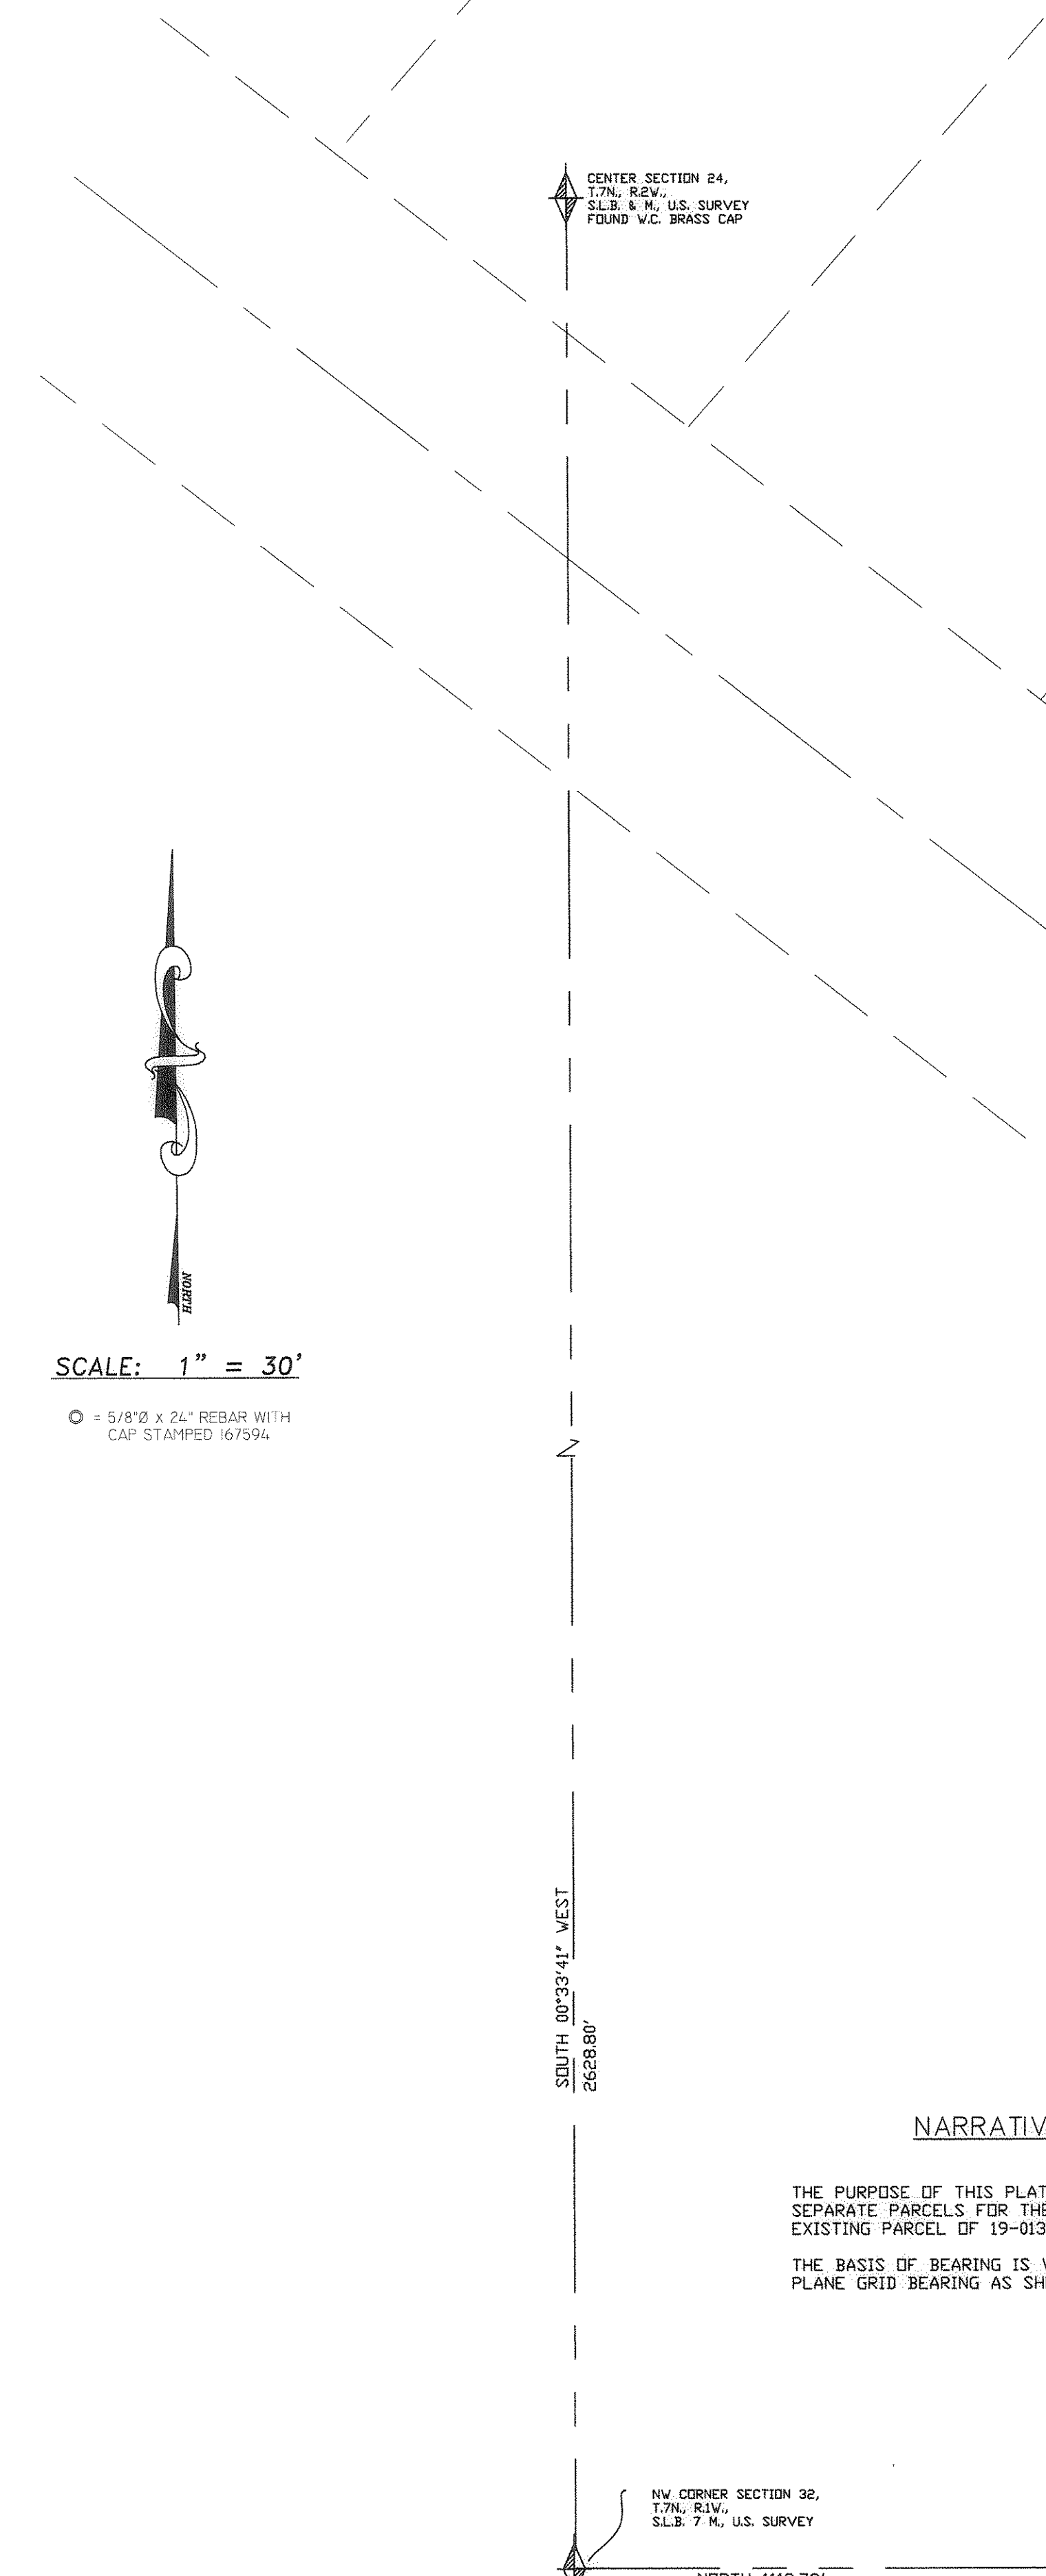 CENTER SECTION 24,
T.7N., R.2W.,
S.L.B. & M., U.S. SURVEY
FOUND W.C. BRASS CAP
NORTH
SCALE: 1" = 30'
= 5/8"Ø x 24" REBAR WITH
CAP STAMPED 167594
SOUTH 00°33'41" WEST
2628.80'
NARRATIV
THE PURPOSE OF THIS PLAT
SEPARATE PARCELS FOR THE
EXISTING PARCEL OF 19-013
THE BASIS OF BEARING IS
PLANE GRID BEARING AS SH
NW CORNER SECTION 32,
T.7N., R.1W.,
S.L.B. 7 M., U.S. SURVEY